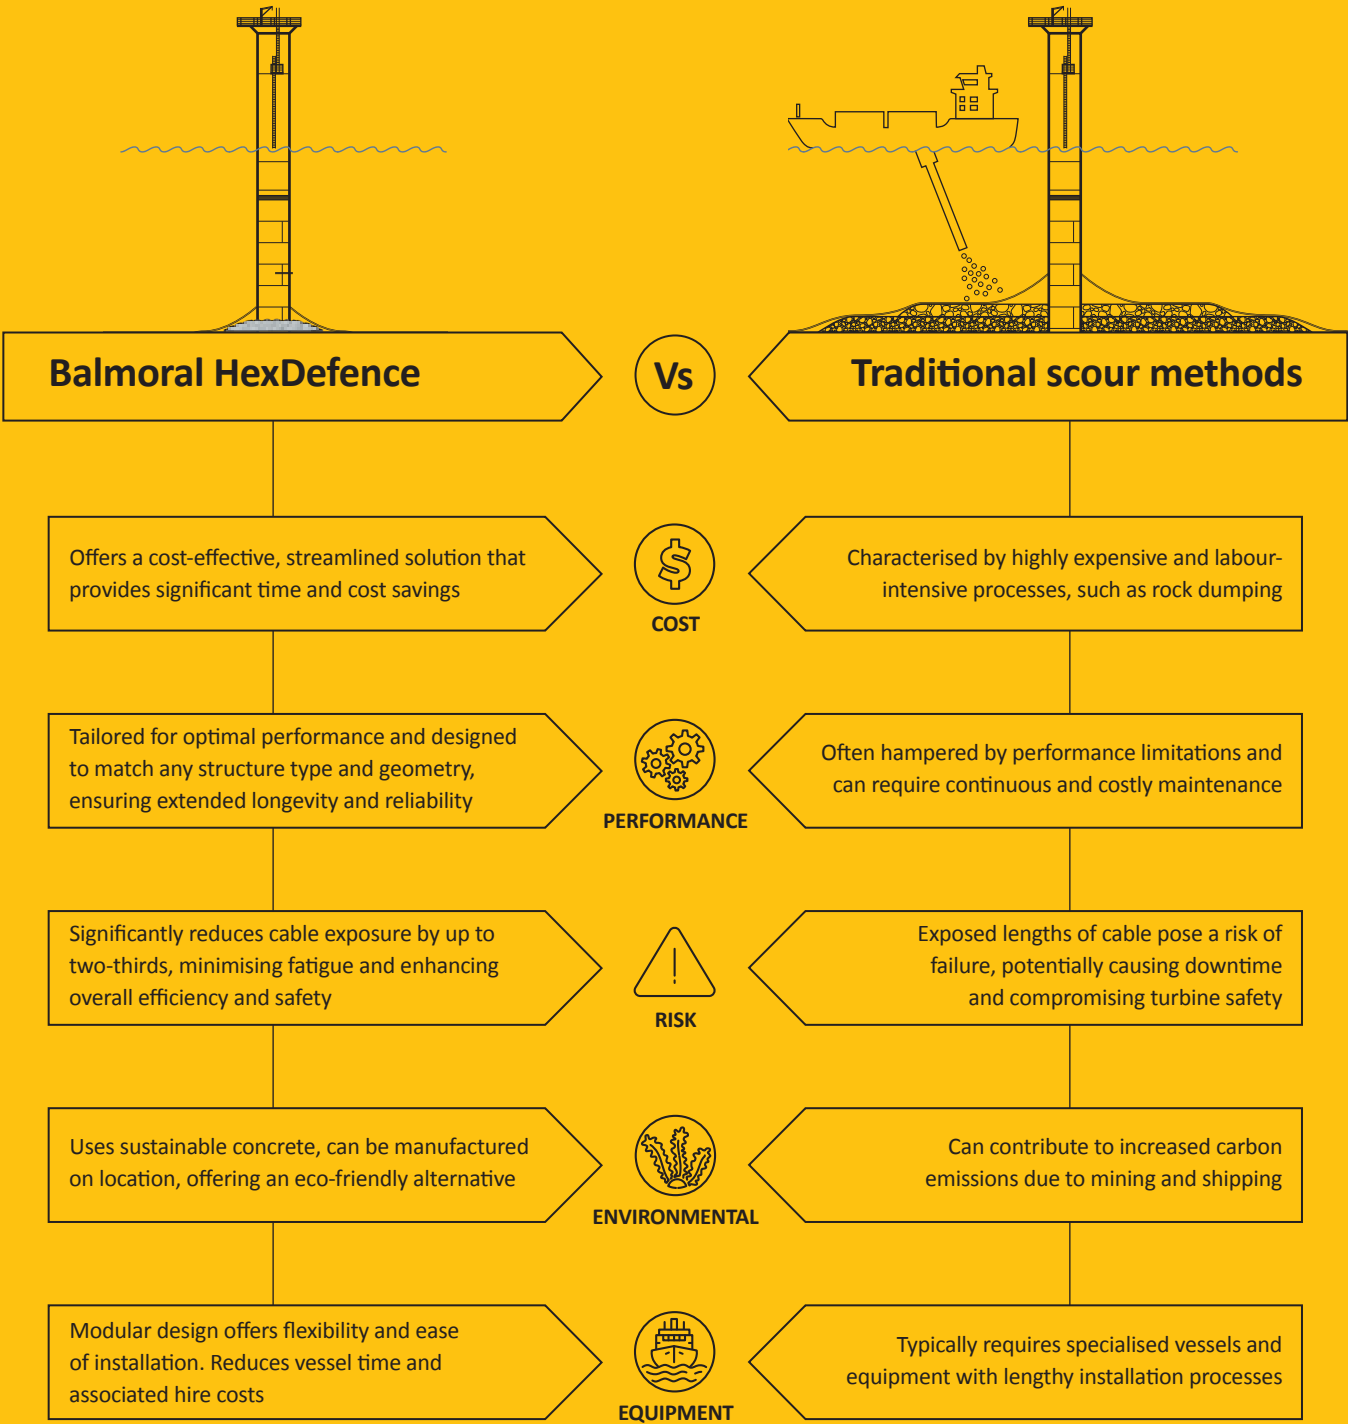 Balmoral HexDefence
Vs
Traditional scour methods
Offers a cost-effective, streamlined solution that
provides significant time and cost savings
COST
Characterised by highly expensive and labour-
intensive processes, such as rock dumping
Tailored for optimal performance and designed
to match any structure type and geometry,
ensuring extended longevity and reliability
PERFORMANCE
Often hampered by performance limitations and
can require continuous and costly maintenance
Significantly reduces cable exposure by up to
two-thirds, minimising fatigue and enhancing
overall efficiency and safety
RISK
Exposed lengths of cable pose a risk of
failure, potentially causing downtime
and compromising turbine safety
Uses sustainable concrete, can be manufactured
on location, offering an eco-friendly alternative
ENVIRONMENTAL
Can contribute to increased carbon
emissions due to mining and shipping
Modular design offers flexibility and ease
of installation. Reduces vessel time and
associated hire costs
EQUIPMENT
Typically requires specialised vessels and
equipment with lengthy installation processes